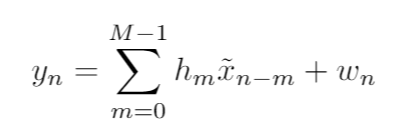 y_n = \sum_{m=0}^{M-1} h_m \tilde{x}_{n-m} + w_n